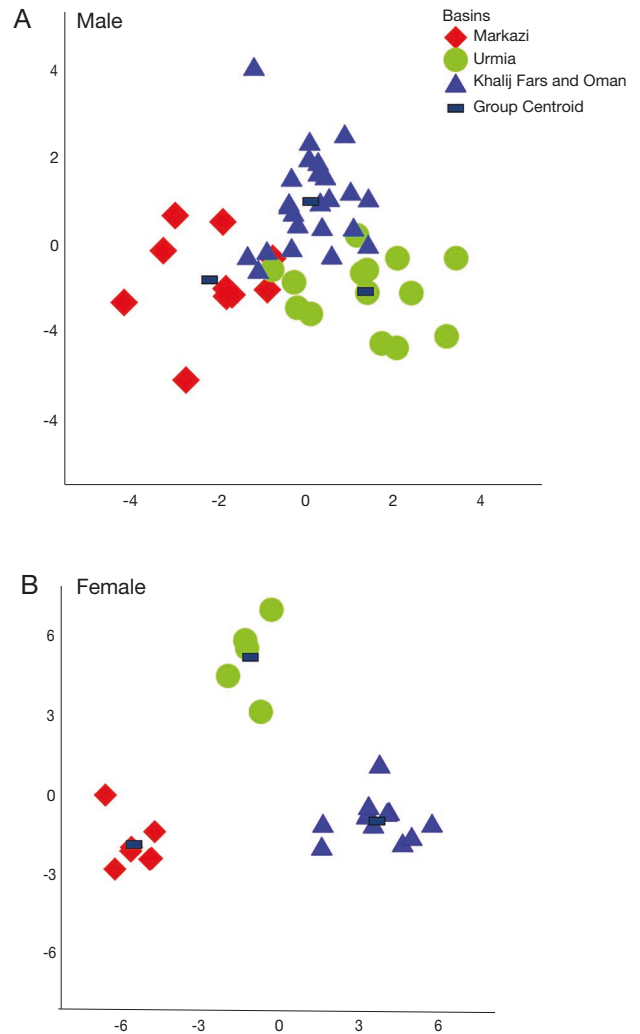 A Male
Basins
Markazi
Urmia
Khalij Fars and Oman
Group Centroid
4
2
0
-4
-4
-4 -2 0 2 4
B Female
6
3
0
-3
-6
-6 -3 0 3 6